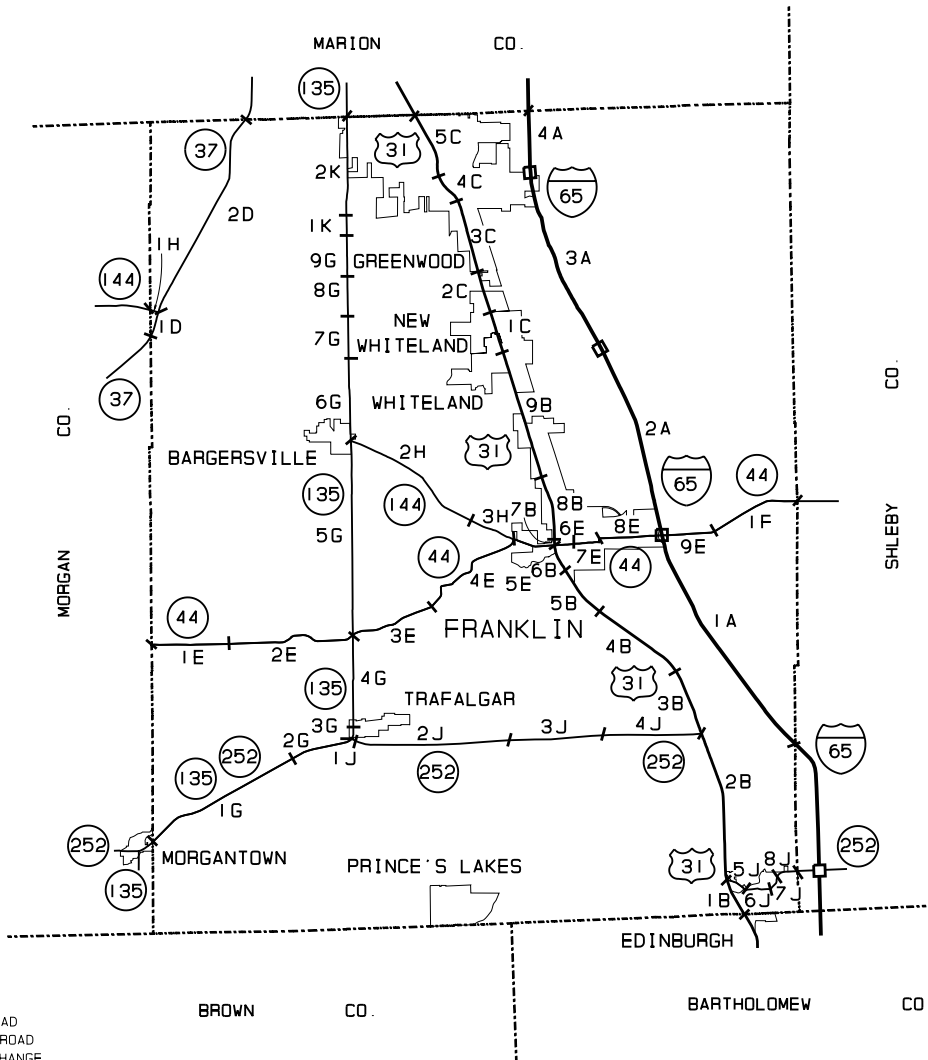 MARION CO.
135
37
31
5C
4A
65
2K
4C
2D
1K
3C
1H
144
9G
GREENWOOD
3A
8G
2C
1D
NEW
WHITELAND
1C
7G
37
CO.
CO.
6G
WHITELAND
9B
2A
31
BARGERSVILLE
2H
65
44
135
144
8B
7B
3H
6E
8E
1F
5G
44
7E
9E
SHLEBY
MORGAN
4E
5E
6B
44
5B
44
1E
2E
3E
FRANKLIN
4B
1A
4G
135
31
3B
TRAFALGAR
3G
2G
1J
2J
3J
4J
65
252
135
252
252
2B
1G
252
MORGANTOWN
135
PRINCE'S LAKES
31
5J
8J
252
1B
6J
7J
EDINBURGH
BROWN CO.
BARTHOLOMEW CO
AD
ROAD
HANGE